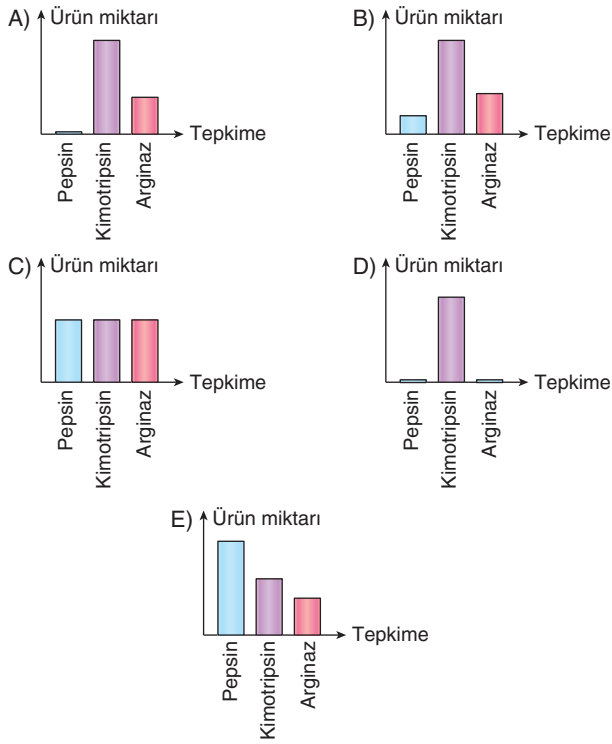 A) Ürün miktarı
Tepkime
Pepsin
Kimotripsin
Arginaz
B) Ürün miktarı
Tepkime
Pepsin
Kimotripsin
Arginaz
C) Ürün miktarı
Tepkime
Pepsin
Kimotripsin
Arginaz
D) Ürün miktarı
Tepkime
Pepsin
Kimotripsin
Arginaz
E) Ürün miktarı
Tepkime
Pepsin
Kimotripsin
Arginaz